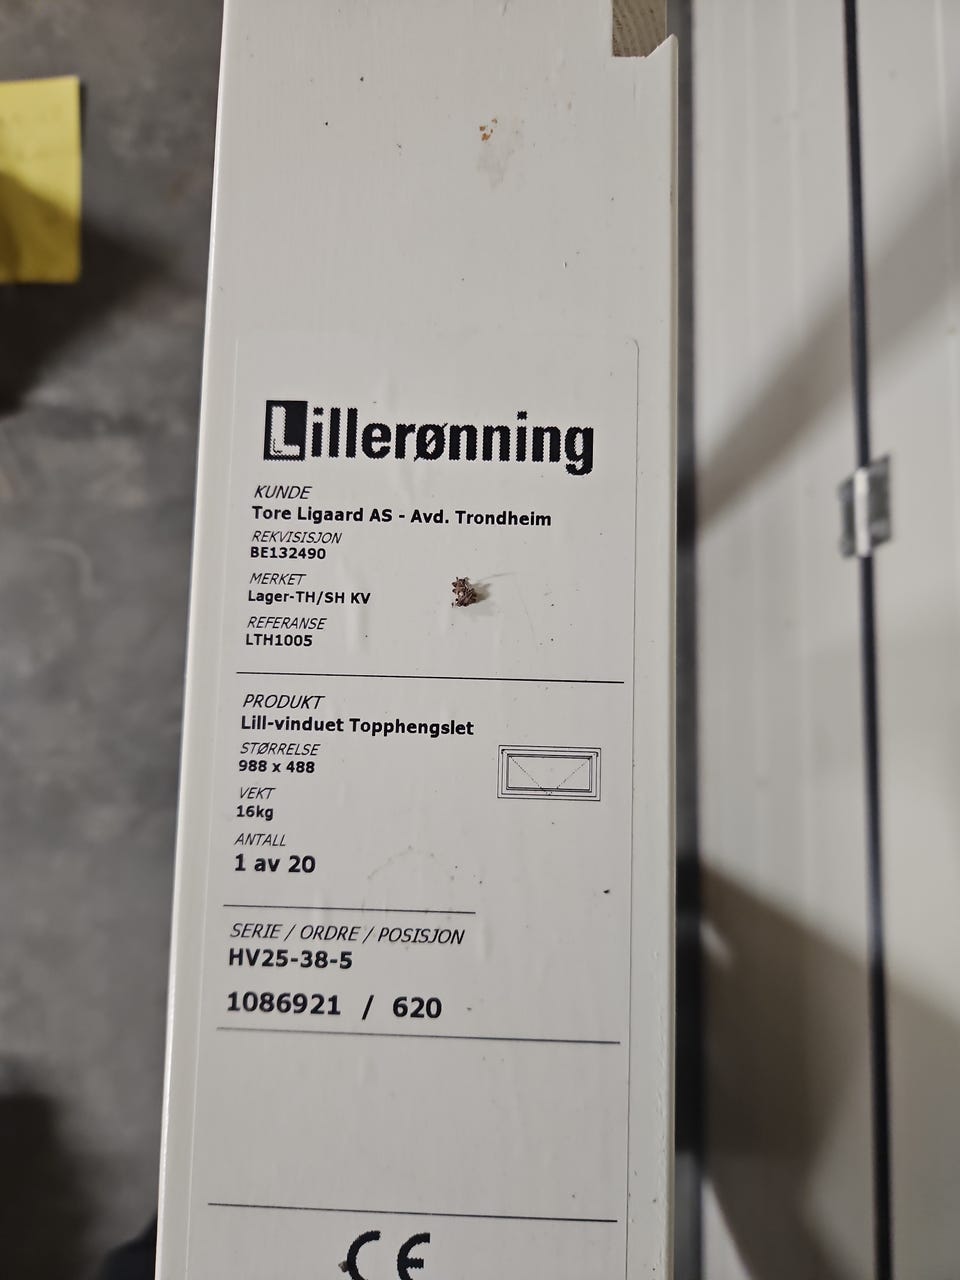 Lillerønning
KUNDE
Tore Ligaard AS - Avd. Trondheim
REKVISISJON
BE132490
MERKET
Lager-TH/SH KV
REFERANSE
LTH1005
PRODUKT
Lill-vinduet Topphengslet
STØRRELSE
988 x 488
VEKT
16kg
ANTALL
1 av 20
SERIE / ORDRE / POSISJON
HV25-38-5
1086921 / 620
CE